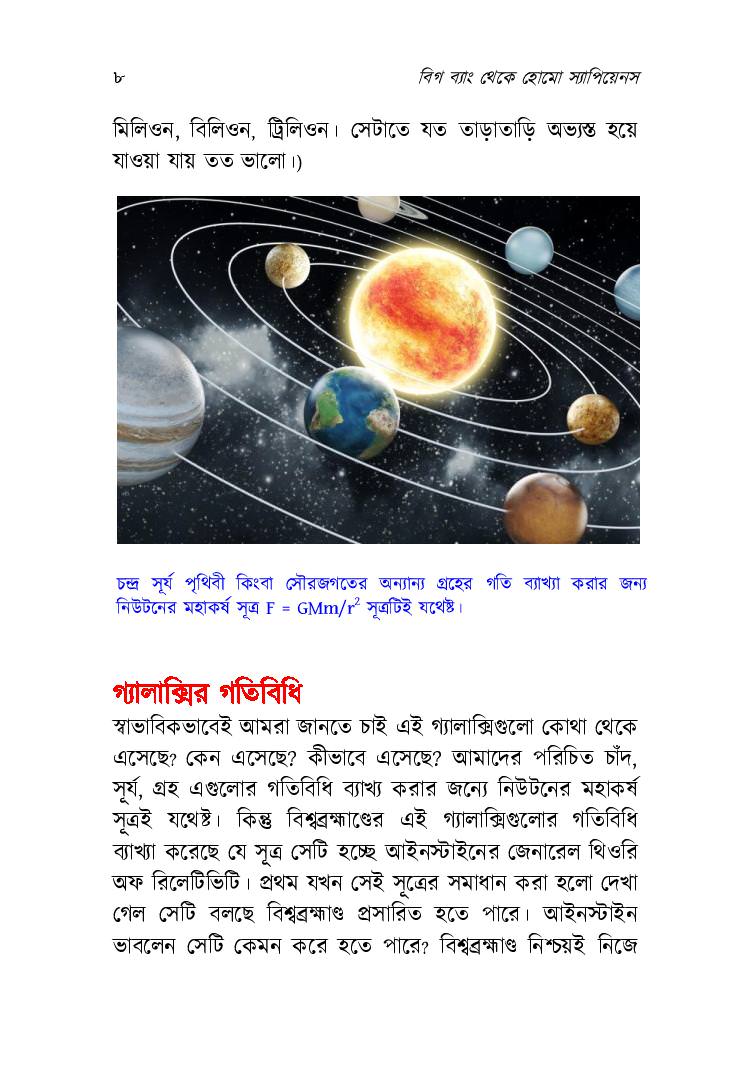 ৮ বিগ ব্যাং থেকে হোমো স্যাপিয়েনস
মিলিওন, বিলিওন, ট্রিলিওন। সেটাতে যত তাড়াতাড়ি অভ্যস্ত হয়ে
যাওয়া যায় তত ভালো।)
চন্দ্র সূর্য পৃথিবী কিংবা সৌরজগতের অন্যান্য গ্রহের গতি ব্যাখ্যা করার জন্য
নিউটনের মহাকর্ষ সূত্র F = GMm/r² সূত্রটিই যথেষ্ট।
গ্যালাক্সির গতিবিধি
স্বাভাবিকভাবেই আমরা জানতে চাই এই গ্যালাক্সিগুলো কোথা থেকে
এসেছে? কেন এসেছে? কীভাবে এসেছে? আমাদের পরিচিত চাঁদ,
সূর্য, গ্রহ এগুলোর গতিবিধি ব্যাখ্য করার জন্যে নিউটনের মহাকর্ষ
সূত্রই যথেষ্ট। কিন্তু বিশ্বব্রহ্মাণ্ডের এই গ্যালাক্সিগুলোর গতিবিধি
ব্যাখ্যা করেছে যে সূত্র সেটি হচ্ছে আইনস্টাইনের জেনারেল থিওরি
অফ রিলেটিভিটি। প্রথম যখন সেই সূত্রের সমাধান করা হলো দেখা
গেল সেটি বলছে বিশ্বব্রহ্মাণ্ড প্রসারিত হতে পারে। আইনস্টাইন
ভাবলেন সেটি কেমন করে হতে পারে? বিশ্বব্রহ্মাণ্ড নিশ্চয়ই নিজে